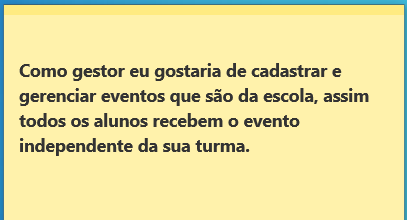 Como gestor eu gostaria de cadastrar e
gerenciar eventos que são da escola, assim
todos os alunos recebem o evento
independente da sua turma.